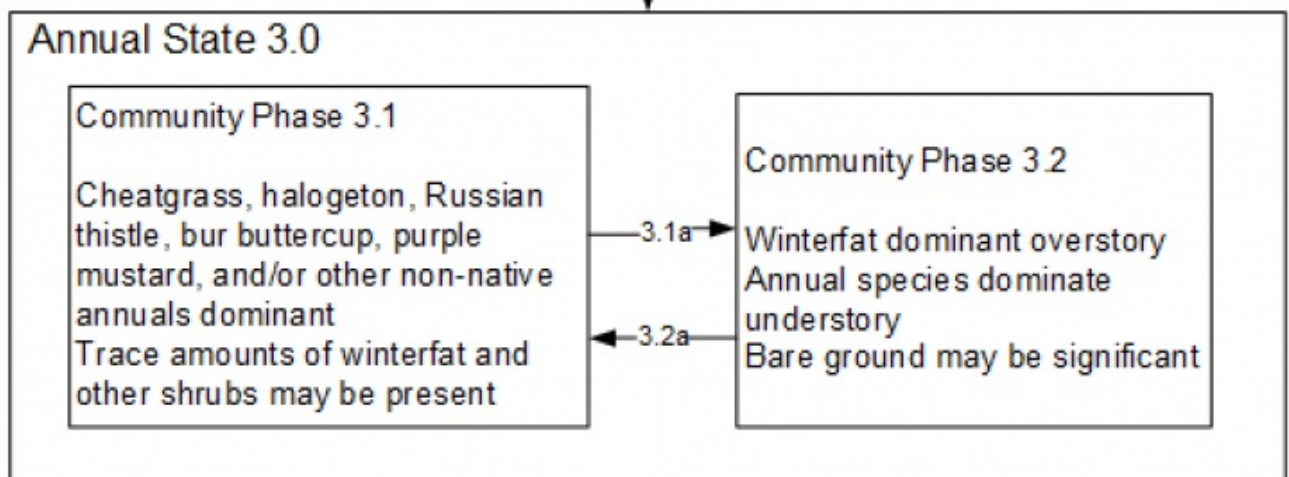 Annual State 3.0
Community Phase 3.1
Cheatgrass, halogeton, Russian
thistle, bur buttercup, purple
mustard, and/or other non-native
annuals dominant
Trace amounts of winterfat and
other shrubs may be present
3.1a
3.2a
Community Phase 3.2
Winterfat dominant overstory
Annual species dominate
understory
Bare ground may be significant